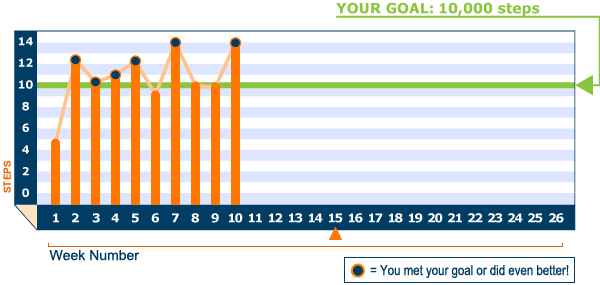 YOUR GOAL: 10,000 steps
14
12
10
8
6
4
2
0
STEPS
1 2 3 4 5 6 7 8 9 10 11 12 13 14 15 16 17 18 19 20 21 22 23 24 25 26
Week Number
= You met your goal or did even better!